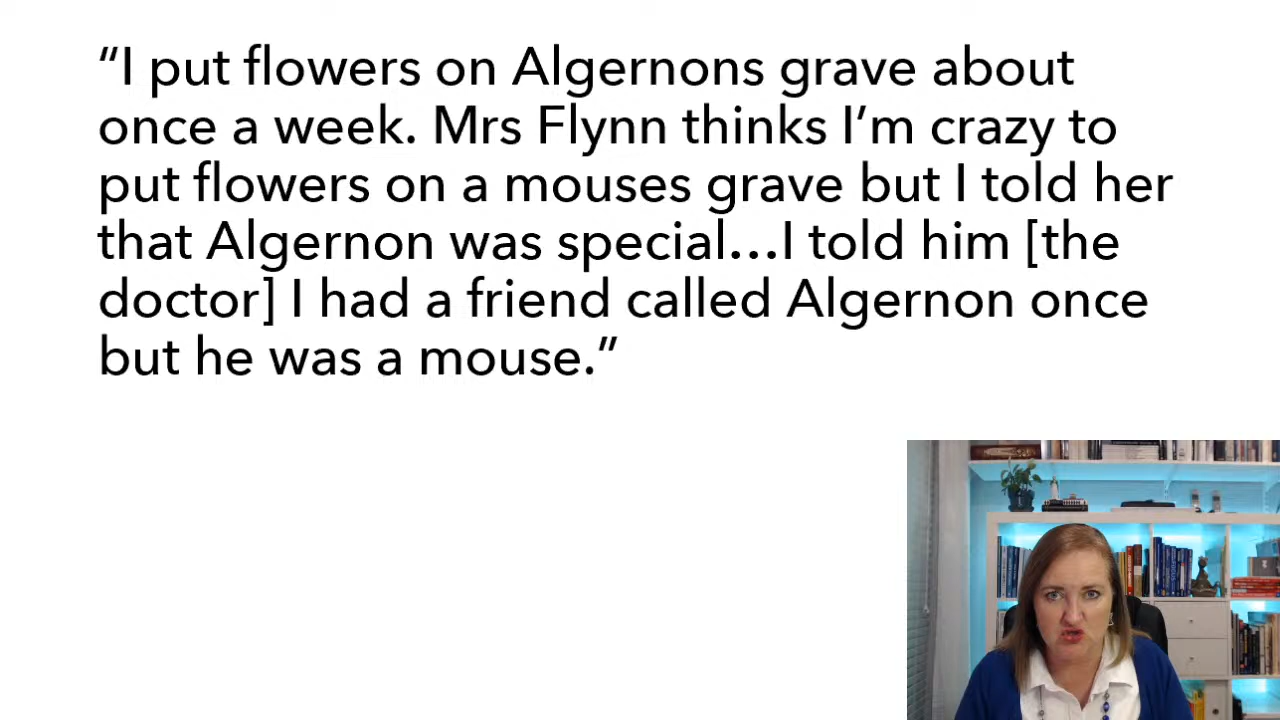 “I put flowers on Algernons grave about
once a week. Mrs Flynn thinks I’m crazy to
put flowers on a mouses grave but I told her
that Algernon was special…I told him [the
doctor] I had a friend called Algernon once
but he was a mouse.”